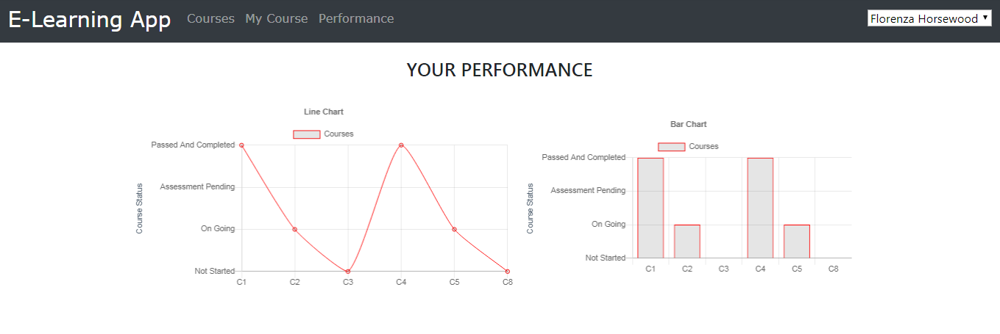 E-Learning App Courses My Course Performance Florenza Horsewood
YOUR PERFORMANCE
Line Chart
Courses
Course Status
Passed And Completed
Assessment Pending
On Going
Not Started
C1 C2 C3 C4 C5 C8
Bar Chart
Courses
Course Status
Passed And Completed
Assessment Pending
On Going
Not Started
C1 C2 C3 C4 C5 C8